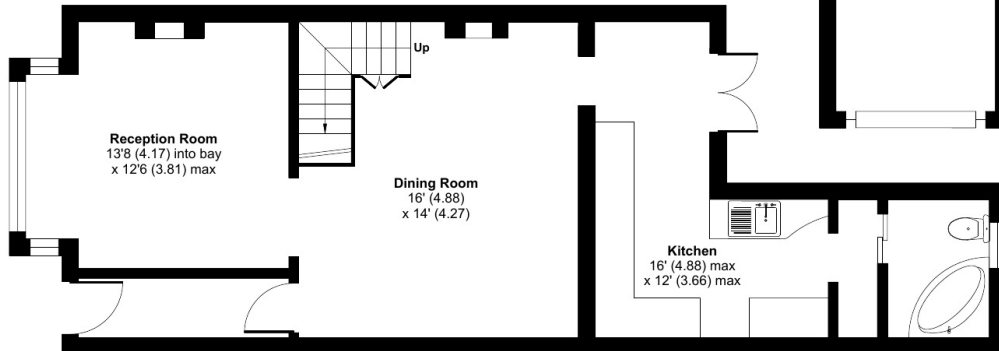 Up
Reception Room
13'8 (4.17) into bay
x 12'6 (3.81) max
Dining Room
16' (4.88)
x 14' (4.27)
Kitchen
16' (4.88) max
x 12' (3.66) max